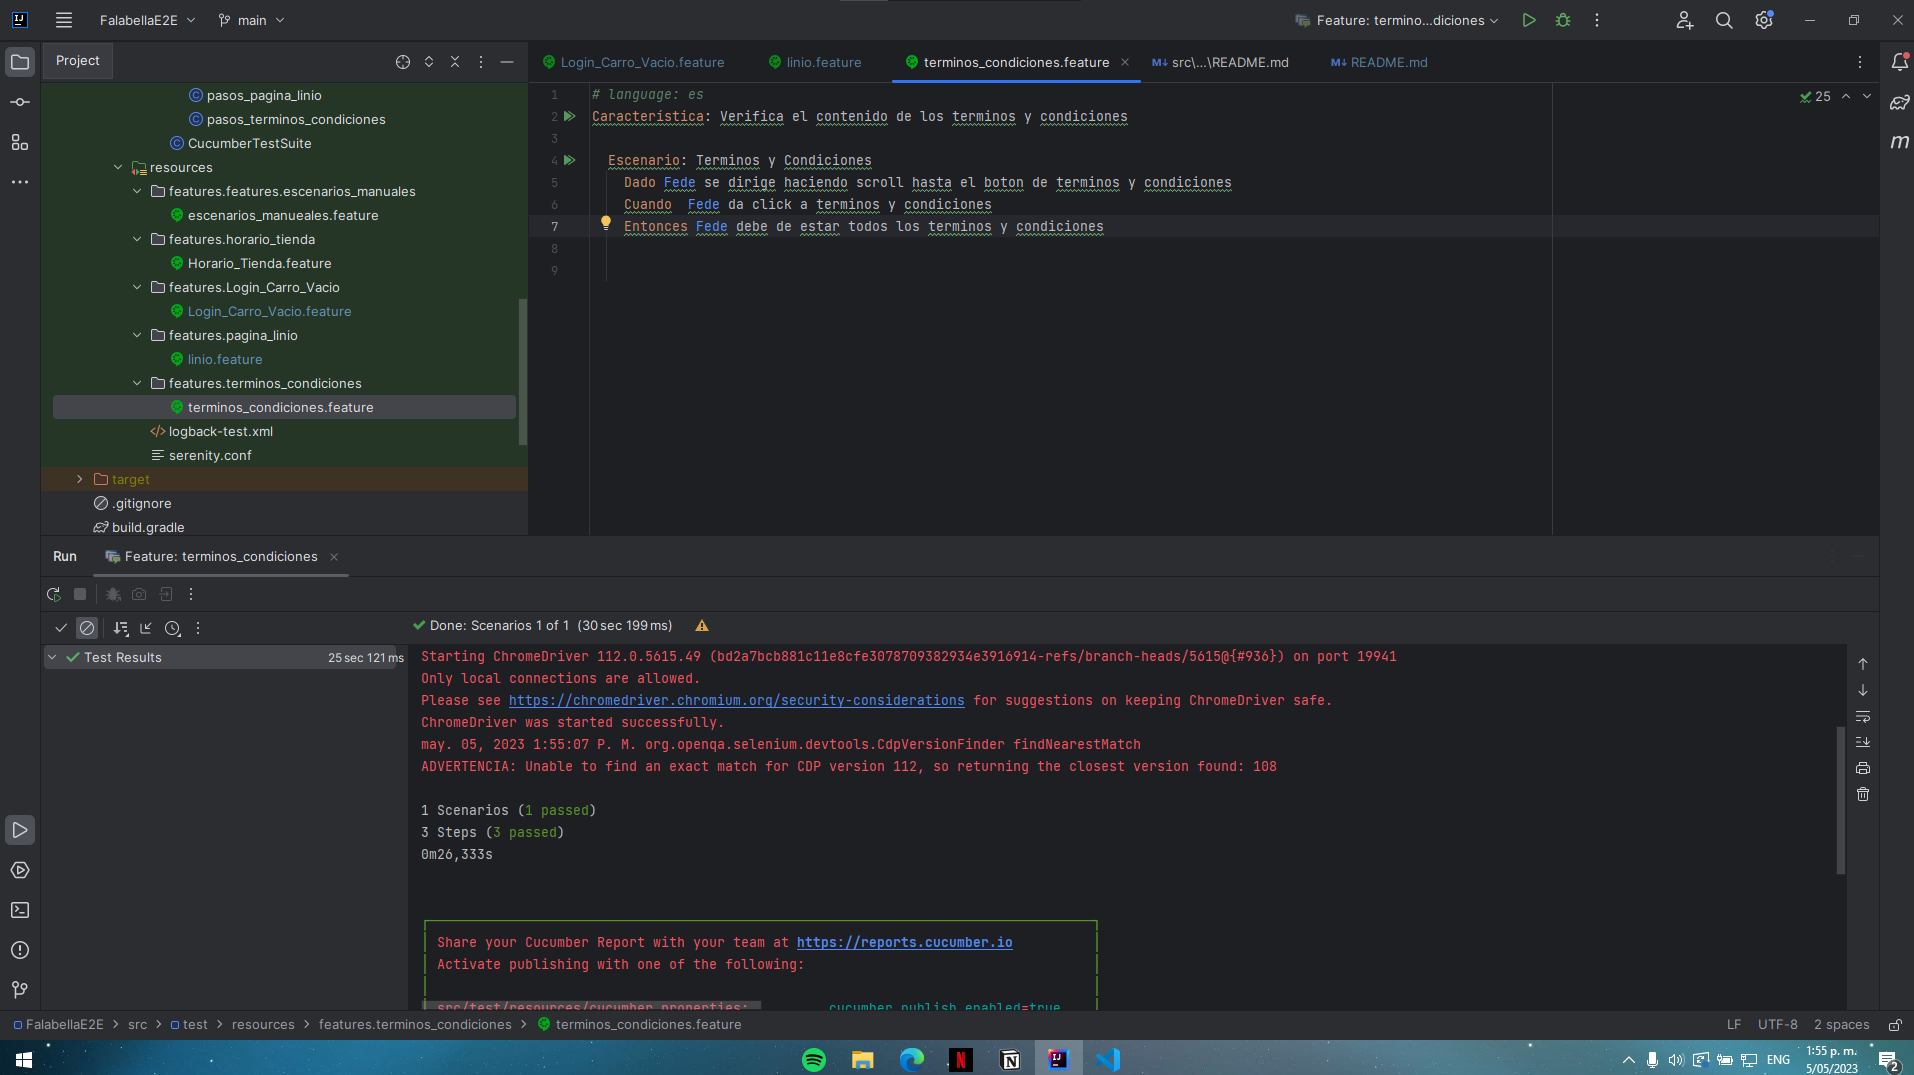 FalabellaE2E
main
Feature: termino...diciones
Project
Login_Carro_Vacio.feature
linio.feature
terminos_condiciones.feature
M↓ src\...\README.md
M↓ README.md
pasos_pagina_linio
pasos_terminos_condiciones
CucumberTestSuite
resources
features.features.escenarios_manuales
escenarios_manueales.feature
features.horario_tienda
Horario_Tienda.feature
features.Login_Carro_Vacio
Login_Carro_Vacio.feature
features.pagina_linio
linio.feature
features.terminos_condiciones
terminos_condiciones.feature
logback-test.xml
serenity.conf
target
.gitignore
build.gradle
1 # language: es
25
2 Característica: Verifica el contenido de los terminos y condiciones
3
4 Escenario: Terminos y Condiciones
5 Dado Fede se dirige haciendo scroll hasta el boton de terminos y condiciones
6 Cuando  Fede da click a terminos y condiciones
7 Entonces Fede debe de estar todos los terminos y condiciones
8
9
m
Run
Feature: terminos_condiciones
Done: Scenarios 1 of 1 (30 sec 199 ms)
Test Results 25 sec 121 ms
Starting ChromeDriver 112.0.5615.49 (bd2a7bcb881c11e8cfe3078709382934e3916914-refs/branch-heads/5615@{#936}) on port 19941
Only local connections are allowed.
Please see https://chromedriver.chromium.org/security-considerations for suggestions on keeping ChromeDriver safe.
ChromeDriver was started successfully.
may. 05, 2023 1:55:07 P. M. org.openqa.selenium.devtools.CdpVersionFinder findNearestMatch
ADVERTENCIA: Unable to find an exact match for CDP version 112, so returning the closest version found: 108
1 Scenarios (1 passed)
3 Steps (3 passed)
0m26,333s
Share your Cucumber Report with your team at https://reports.cucumber.io
Activate publishing with one of the following:
src/test/resources/cucumber.properties: cucumber.publish.enabled=true
FalabellaE2E > src > test > resources > features.terminos_condiciones > terminos_condiciones.feature
LF UTF-8 2 spaces
ENG
1:55 p. m.
5/05/2023
2